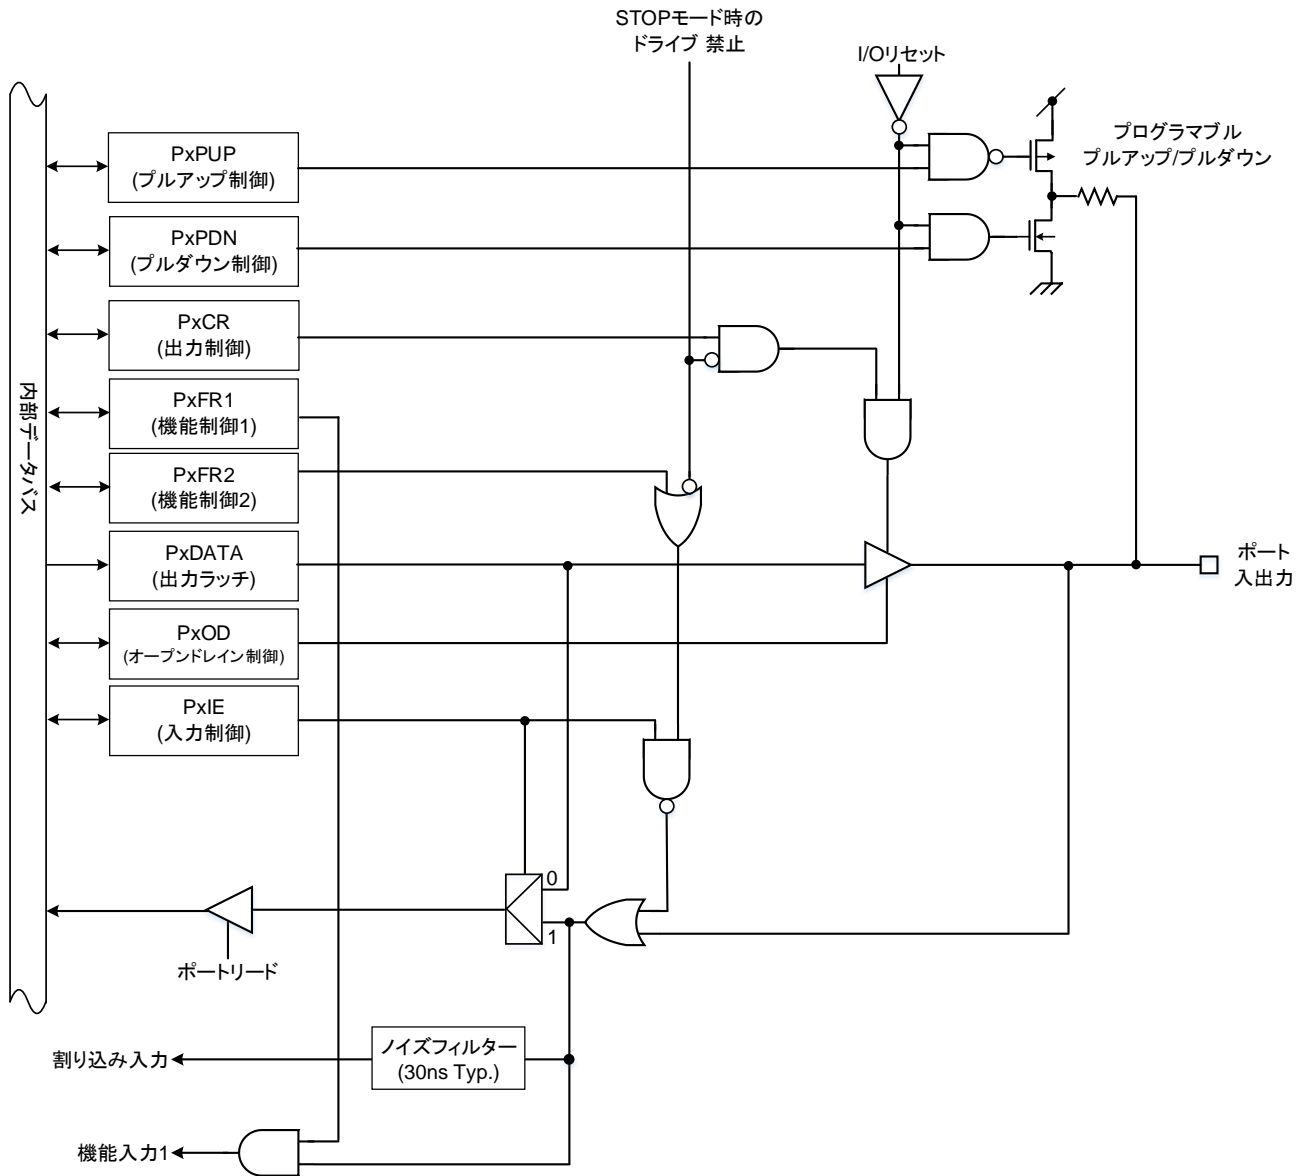 STOPモード時の
ドライブ 禁止
I/Oリセット
プログラマブル
プルアップ/プルダウン
PxPUP
(プルアップ制御)
PxPDN
(プルダウン制御)
PxCR
(出力制御)
内部データバス
PxFR1
(機能制御1)
PxFR2
(機能制御2)
PxDATA
(出力ラッチ)
ポート
入出力
PxOD
(オープンドレイン制御)
PxIE
(入力制御)
0
1
ポートリード
割り込み入力
ノイズフィルター
(30ns Typ.)
機能入力1